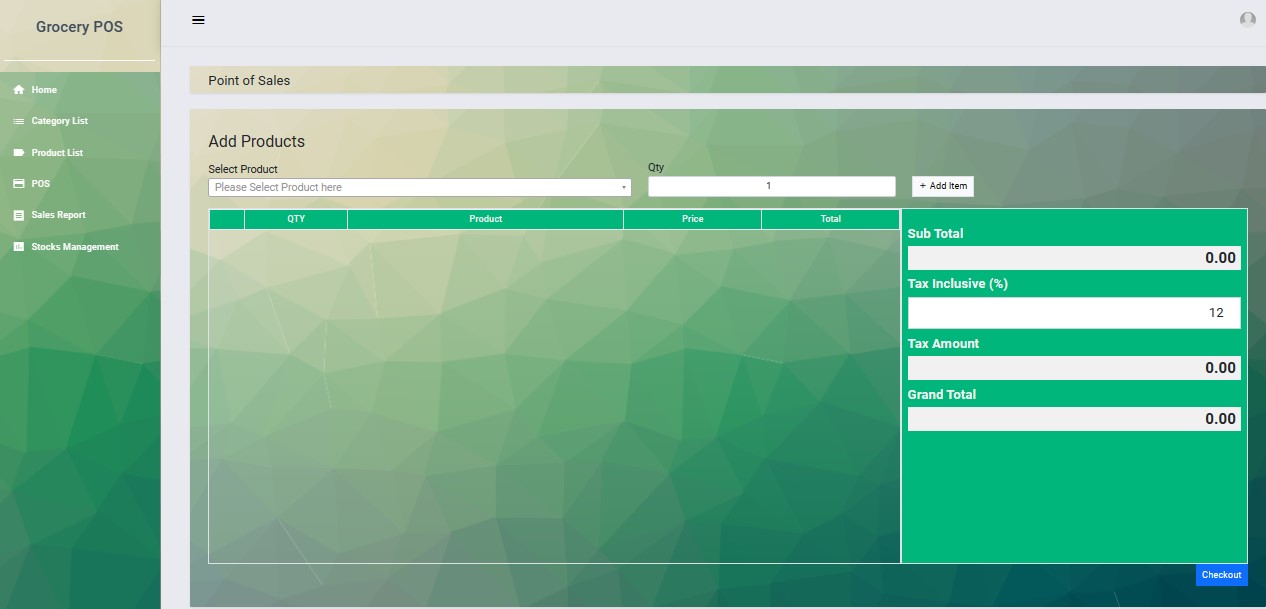 Grocery POS
Home
Category List
Product List
POS
Sales Report
Stocks Management
Point of Sales
Add Products
Select Product
Qty
Please Select Product here
1
+ Add Item
QTY Product Price Total
Sub Total
0.00
Tax Inclusive (%)
12
Tax Amount
0.00
Grand Total
0.00
Checkout